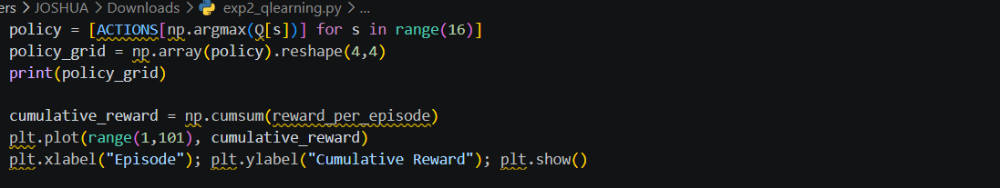 ers > JOSHUA > Downloads > exp2_qlearning.py > ...
policy = [ACTIONS[np.argmax(Q[s])] for s in range(16)]
policy_grid = np.array(policy).reshape(4,4)
print(policy_grid)
cumulative_reward = np.cumsum(reward_per_episode)
plt.plot(range(1,101), cumulative_reward)
plt.xlabel("Episode"); plt.ylabel("Cumulative Reward"); plt.show()